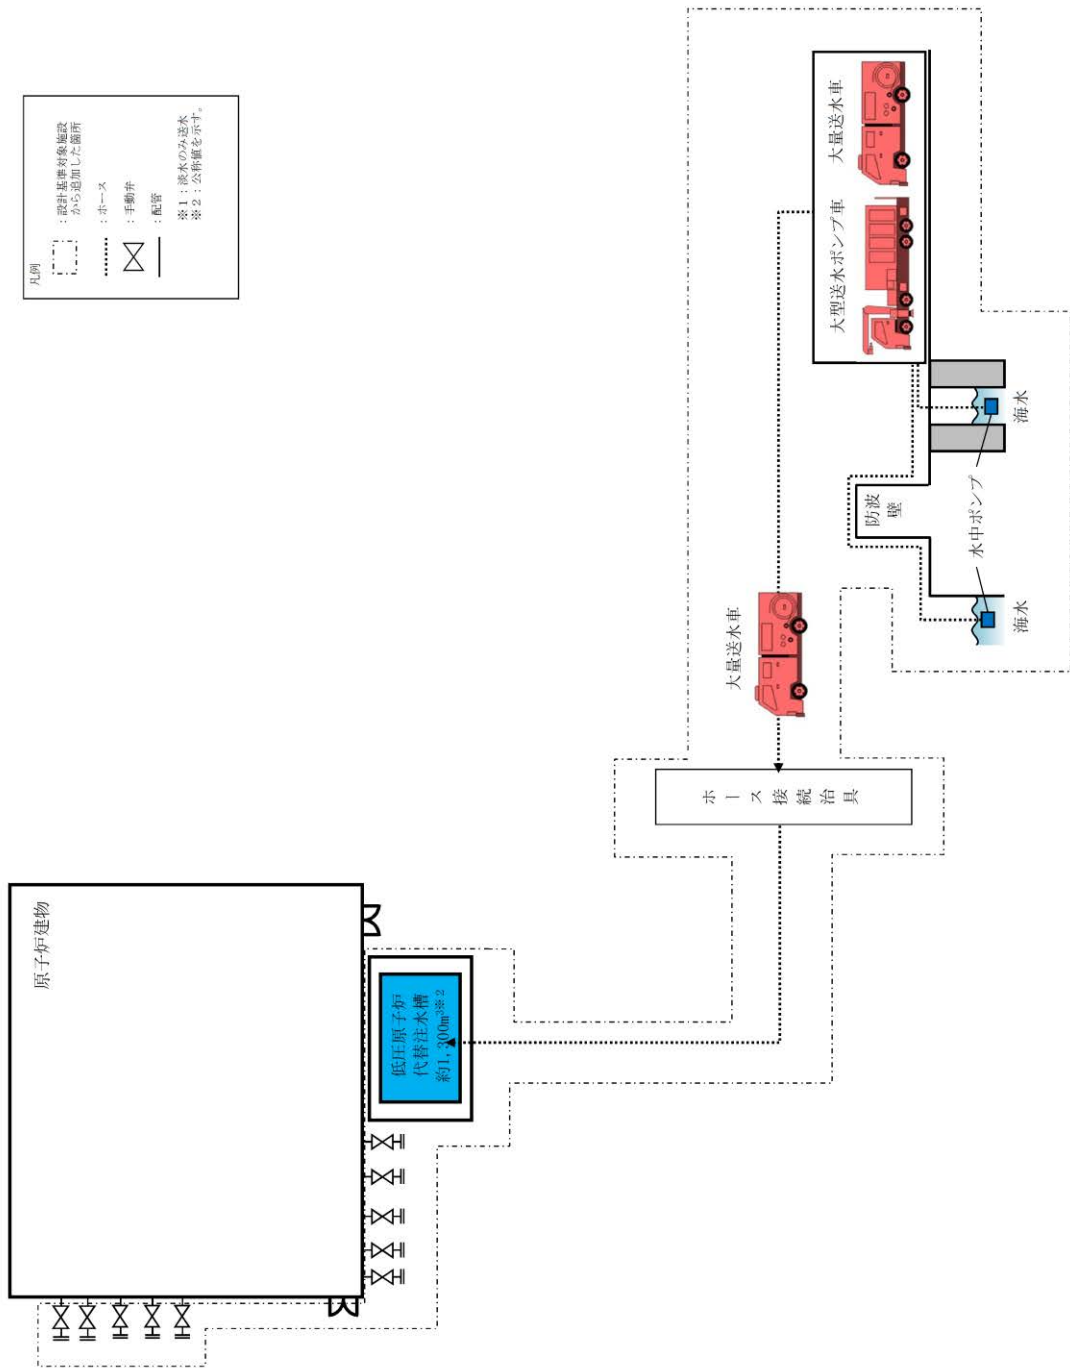 原子炉建物
凡例
：設計基準対象施設
から追加した箇所
：ホース
：手動弁
：配管
※1：淡水のみ送水
※2：公称値を示す。
低圧原子炉
代替注水槽
約1,300m³※2
ホース接続治具
大量送水車
大型送水ポンプ車
大量送水車
防波
壁
水中ポンプ
海水
海水